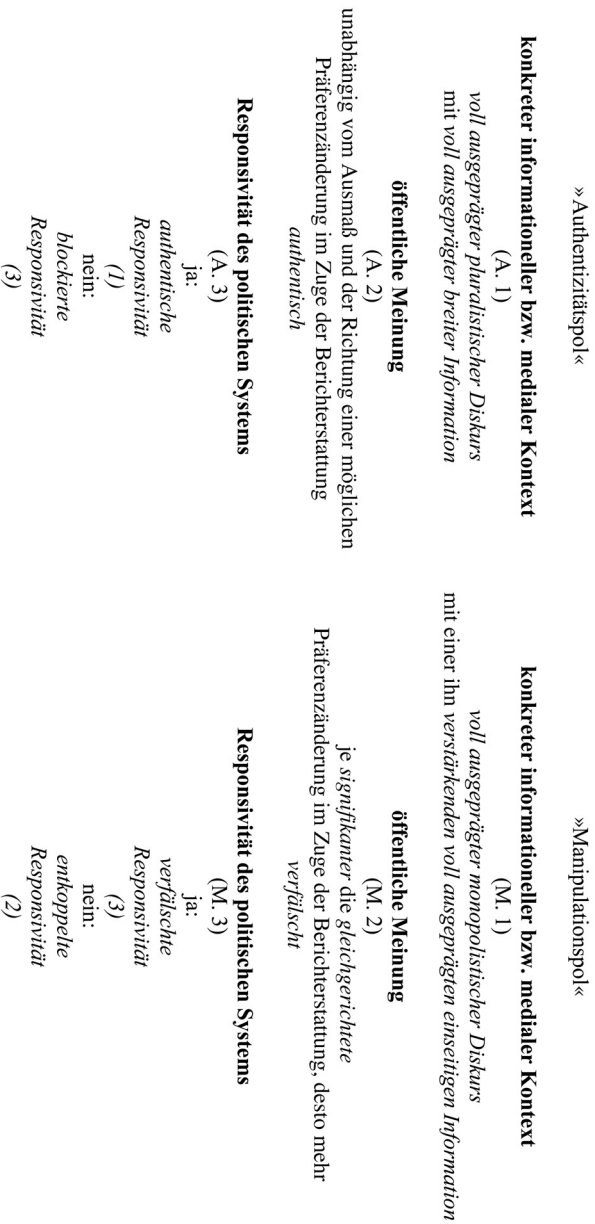 »Authentizitätspol«
konkreter informationeller bzw. medialer Kontext
(A. 1)
voll ausgeprägter pluralistischer Diskurs
mit voll ausgeprägter breiter Information
öffentliche Meinung
(A. 2)
unabhängig vom Ausmaß und der Richtung einer möglichen
Präferenzänderung im Zuge der Berichterstattung
authentisch
Responsivität des politischen Systems
(A. 3)
ja:
authentische
Responsivität
(1)
nein:
blockierte
Responsivität
(3)
»Manipulationspol«
konkreter informationeller bzw. medialer Kontext
(M. 1)
voll ausgeprägter monopolistischer Diskurs
mit einer ihn verstärkenden voll ausgeprägten einseitigen Information
öffentliche Meinung
(M. 2)
je signifikanter die gleichgerichtete
Präferenzänderung im Zuge der Berichterstattung, desto mehr
verfälscht
Responsivität des politischen Systems
(M. 3)
ja:
verfälschte
Responsivität
(3)
nein:
entkoppelte
Responsivität
(2)